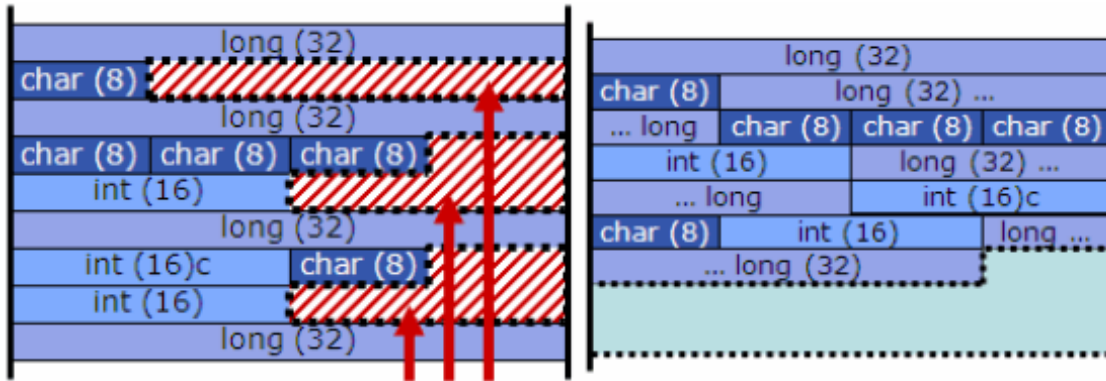 long (32)
char (8)
long (32)
char (8) char (8) char (8)
int (16)
long (32)
int (16)c char (8)
int (16)
long (32)
long (32)
char (8) long (32) ...
... long char (8) char (8) char (8)
int (16) long (32) ...
... long int (16)c
char (8) int (16) long ...
... long (32)